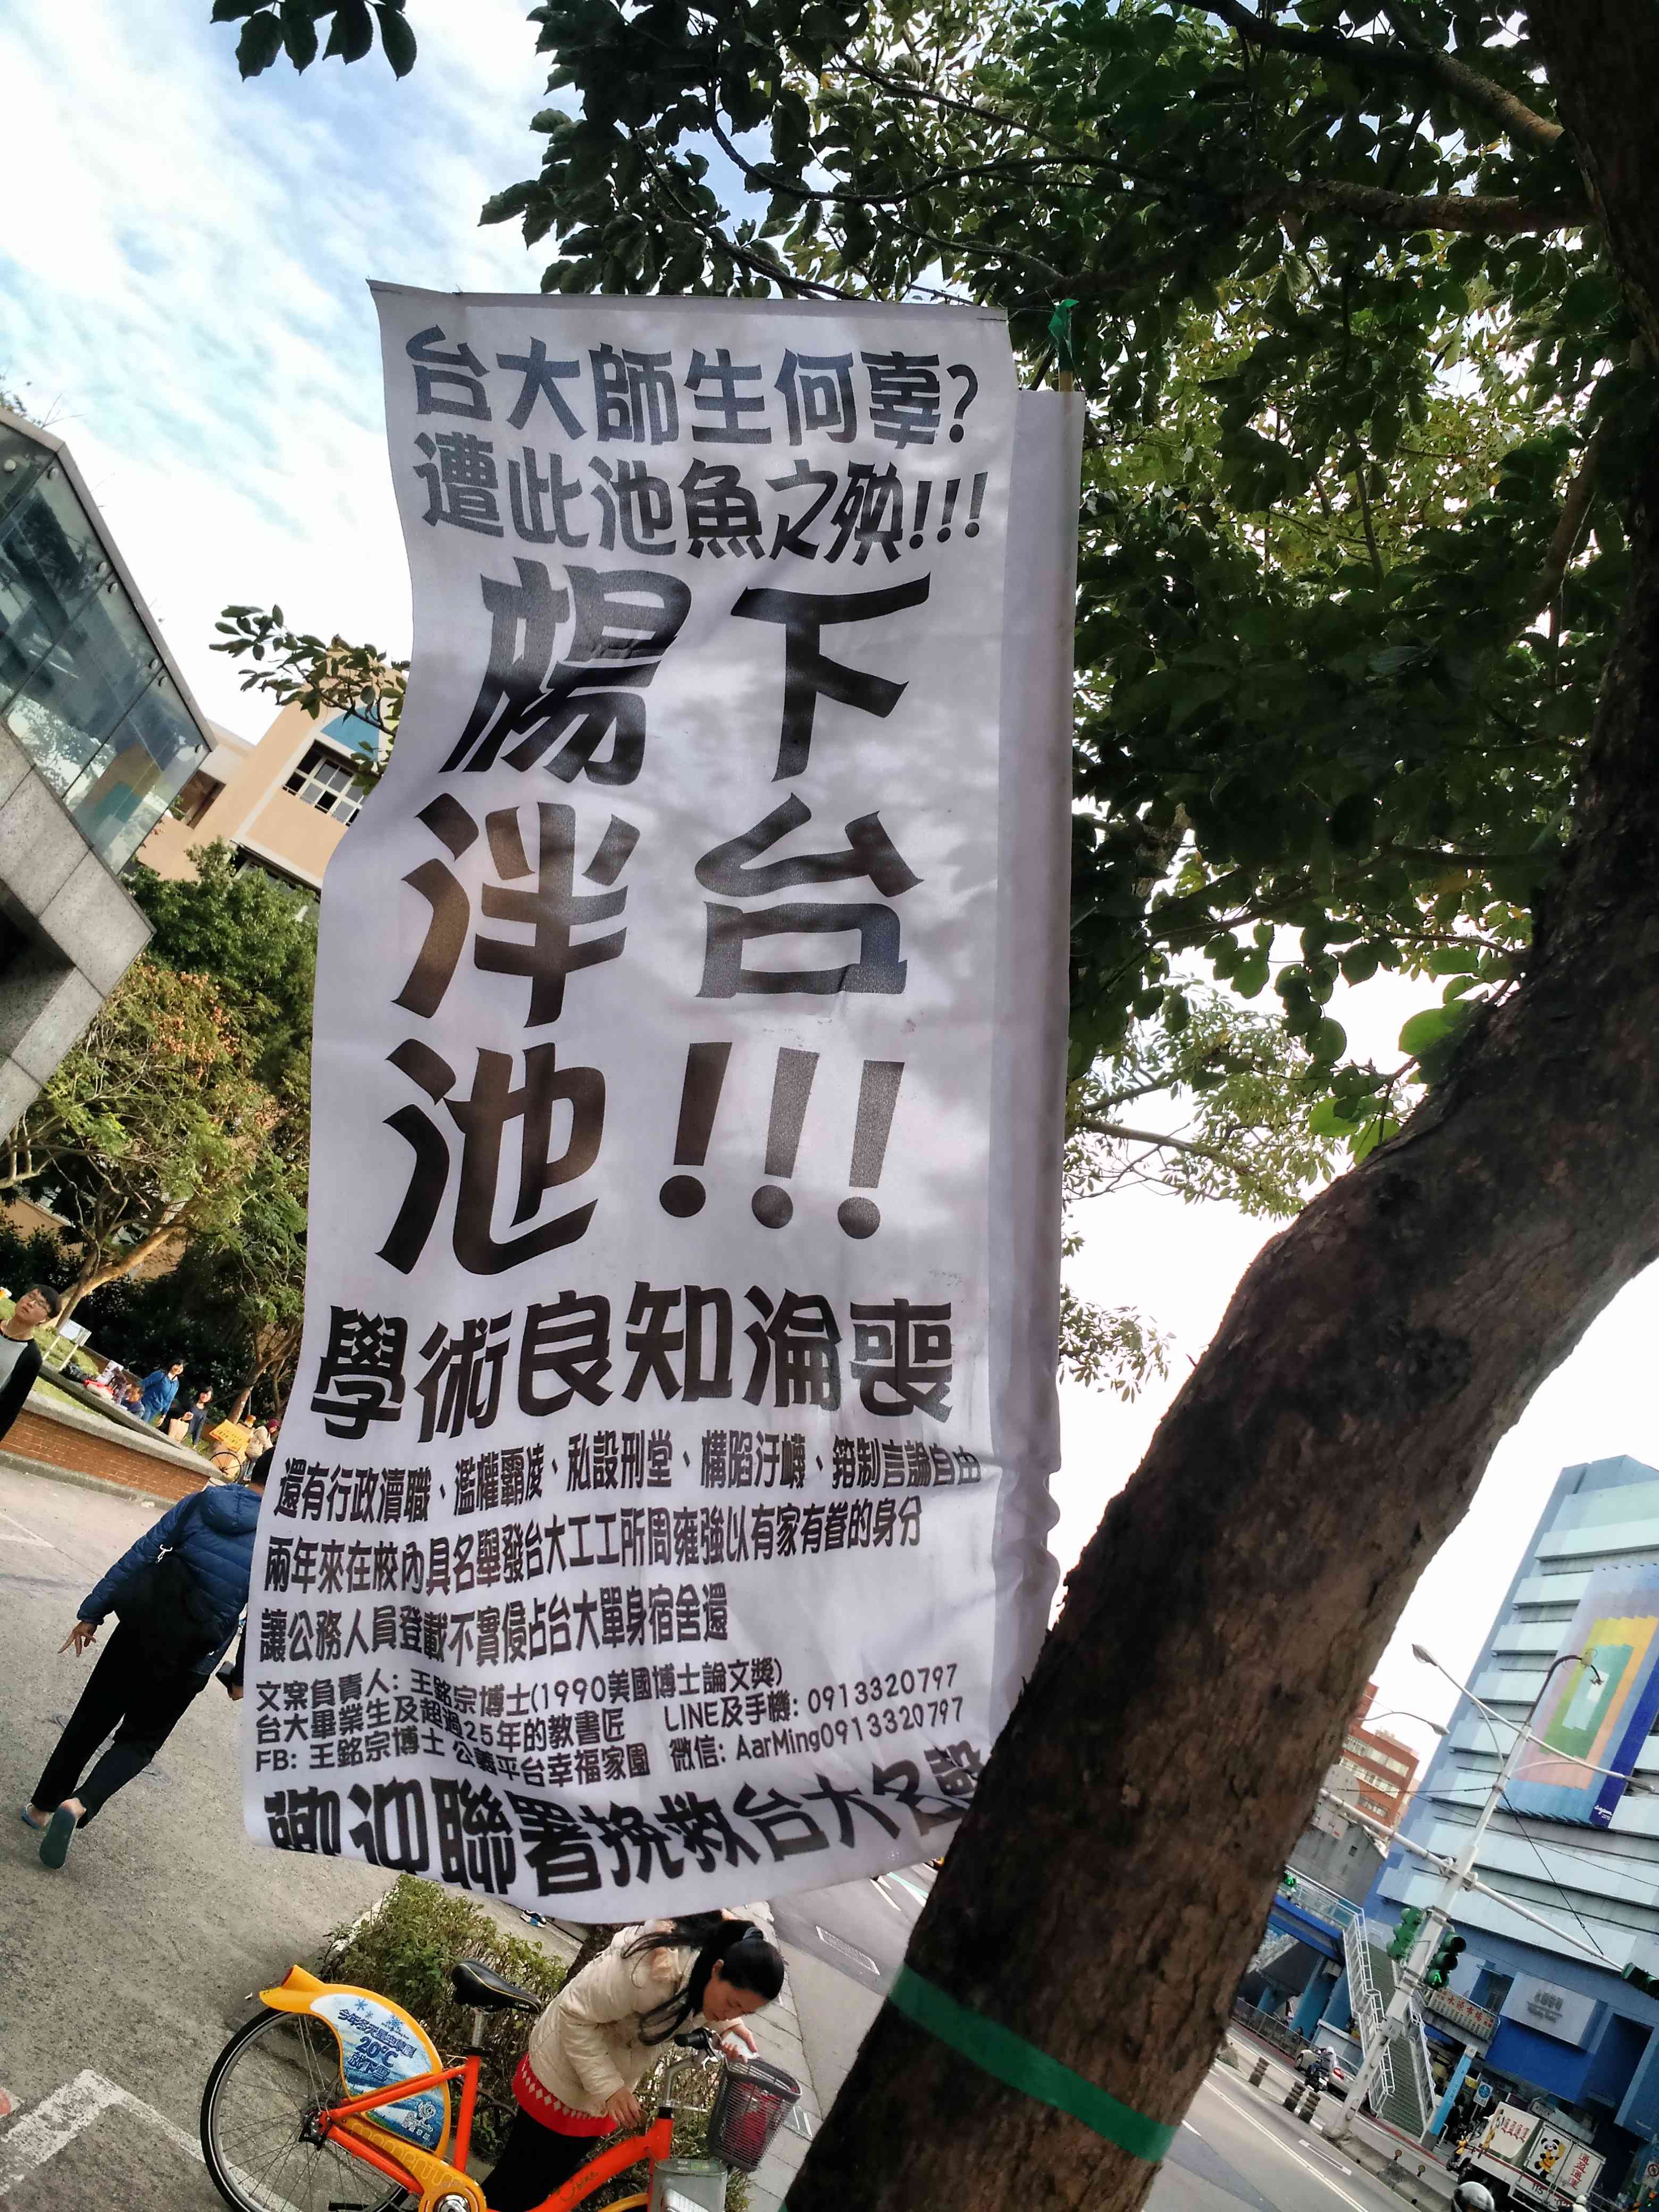 台大師生何辜?
遭此池魚之殃!!!
楊泮池
下台!!!
學術良知淪喪
還有行政瀆職、濫權霸凌、私設刑堂、構陷汙衊、箝制言論自由
兩年來在校內具名舉發台大工工所周雍強以有家有眷的身分
讓公務人員登載不實侵占台大單身宿舍還
文案負責人: 王銘宗博士(1990美國博士論文獎)
台大畢業生及超過25年的教書匠 LINE及手機: 0913320797
FB: 王銘宗博士 公義平台幸福家園 微信: AarMing0913320797
歡迎聯署挽救台大名聲
20°C